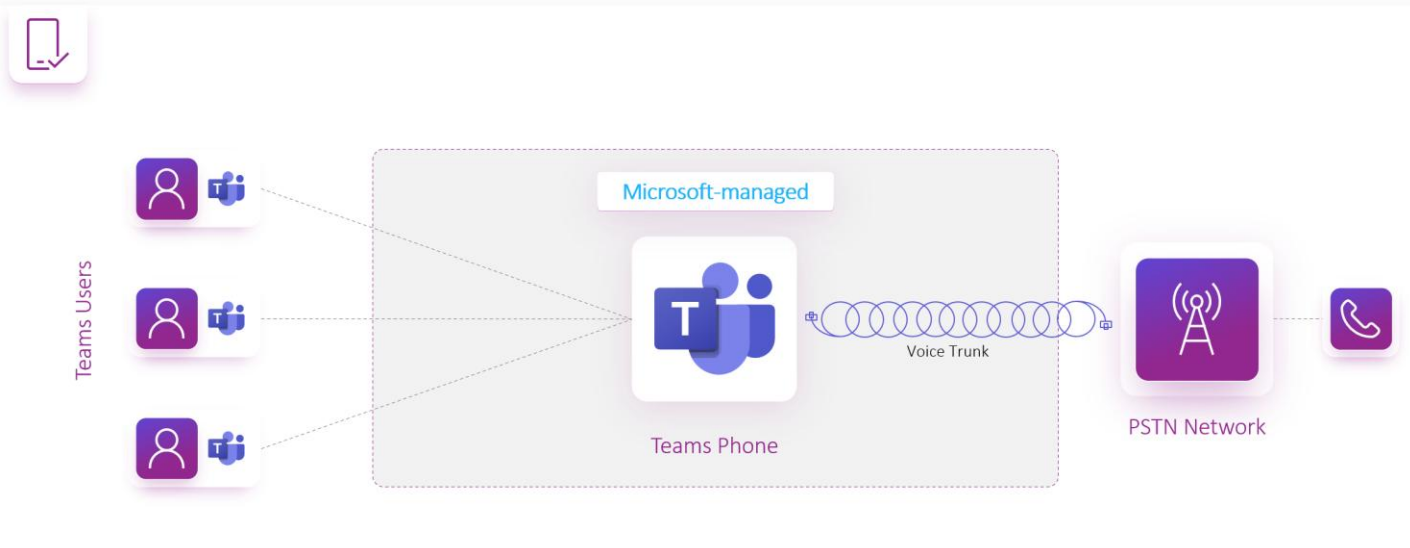 Microsoft-managed
Teams Users
T
T
T
T
Voice Trunk
Teams Phone
PSTN Network